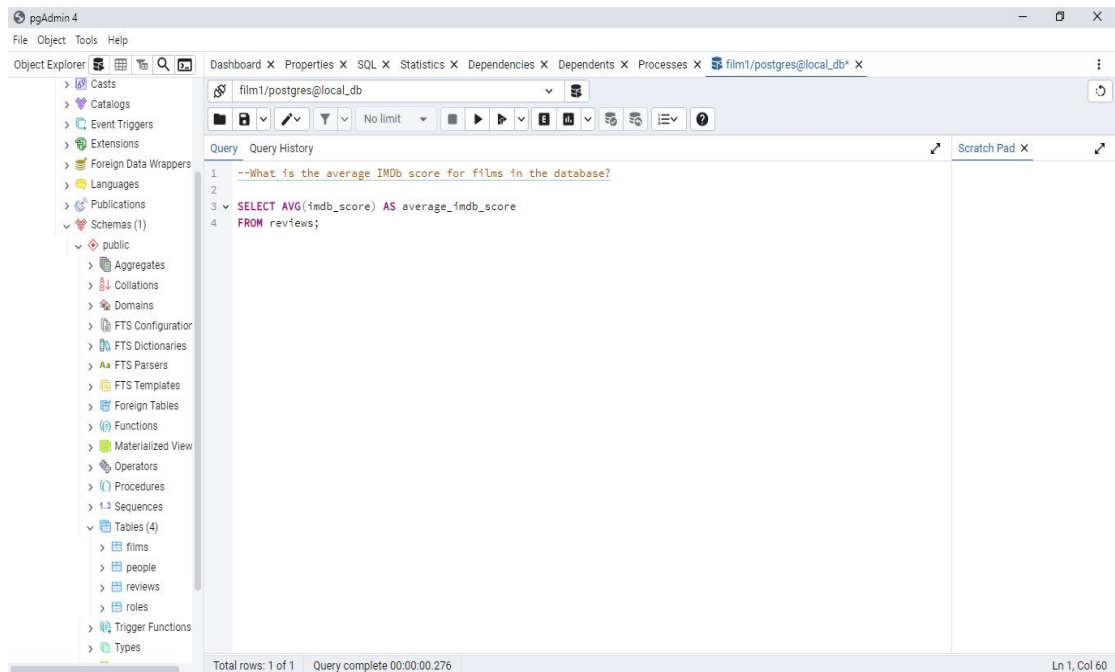 pgAdmin 4
File Object Tools Help
Object Explorer
Dashboard X Properties X SQL X Statistics X Dependencies X Dependents X Processes X film1/postgres@local_db* X
Casts
Catalogs
Event Triggers
Extensions
Foreign Data Wrappers
Languages
Publications
Schemas (1)
public
Aggregates
Collations
Domains
FTS Configuration
FTS Dictionaries
Aa FTS Parsers
FTS Templates
Foreign Tables
Functions
Materialized View
Operators
Procedures
1..3 Sequences
Tables (4)
films
people
reviews
roles
Trigger Functions
Types
film1/postgres@local_db
No limit
Query Query History
Scratch Pad X
1 --What is the average IMDb score for films in the database?
2
3 SELECT AVG(imdb_score) AS average_imdb_score
4 FROM reviews;
Total rows: 1 of 1 Query complete 00:00:00.276
Ln 1, Col 60